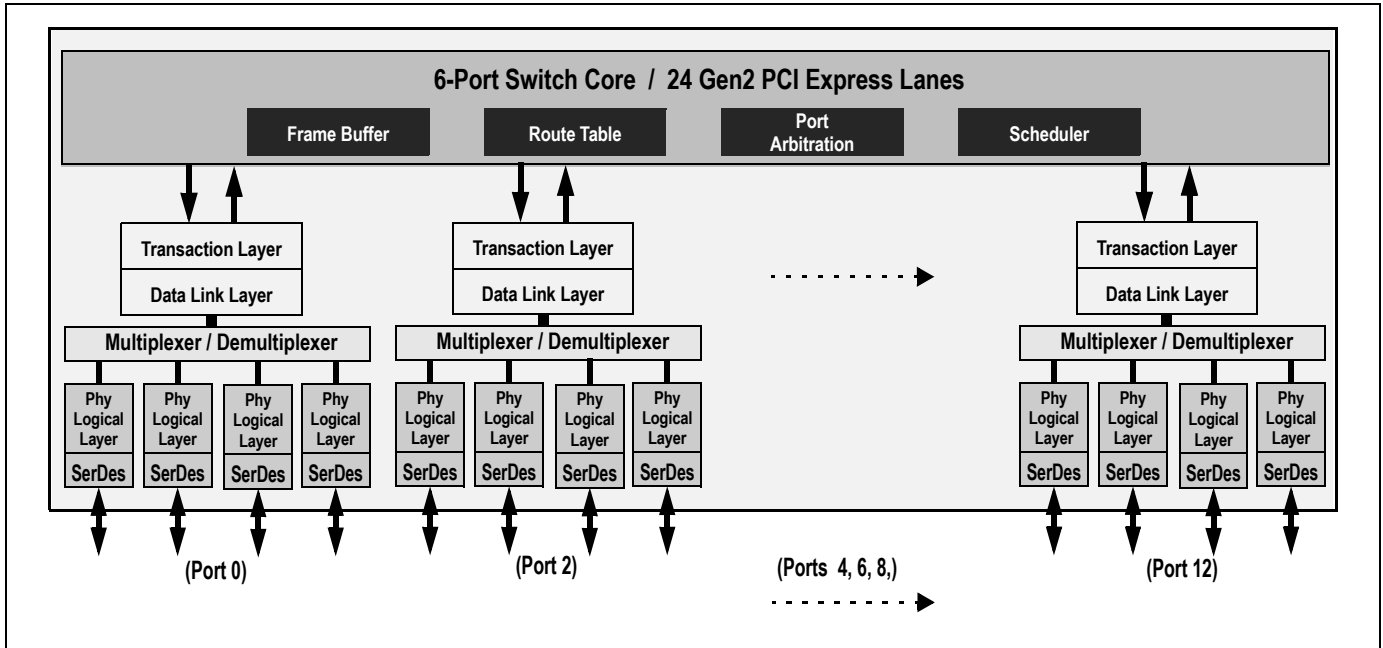 6-Port Switch Core / 24 Gen2 PCI Express Lanes
Frame Buffer
Route Table
Port
Arbitration
Scheduler
Transaction Layer
Data Link Layer
Multiplexer / Demultiplexer
Phy
Logical
Layer
SerDes
Phy
Logical
Layer
SerDes
Phy
Logical
Layer
SerDes
Phy
Logical
Layer
SerDes
(Port 0)
Transaction Layer
Data Link Layer
Multiplexer / Demultiplexer
Phy
Logical
Layer
SerDes
Phy
Logical
Layer
SerDes
Phy
Logical
Layer
SerDes
Phy
Logical
Layer
SerDes
(Port 2)
(Ports 4, 6, 8,)
Transaction Layer
Data Link Layer
Multiplexer / Demultiplexer
Phy
Logical
Layer
SerDes
Phy
Logical
Layer
SerDes
Phy
Logical
Layer
SerDes
Phy
Logical
Layer
SerDes
(Port 12)